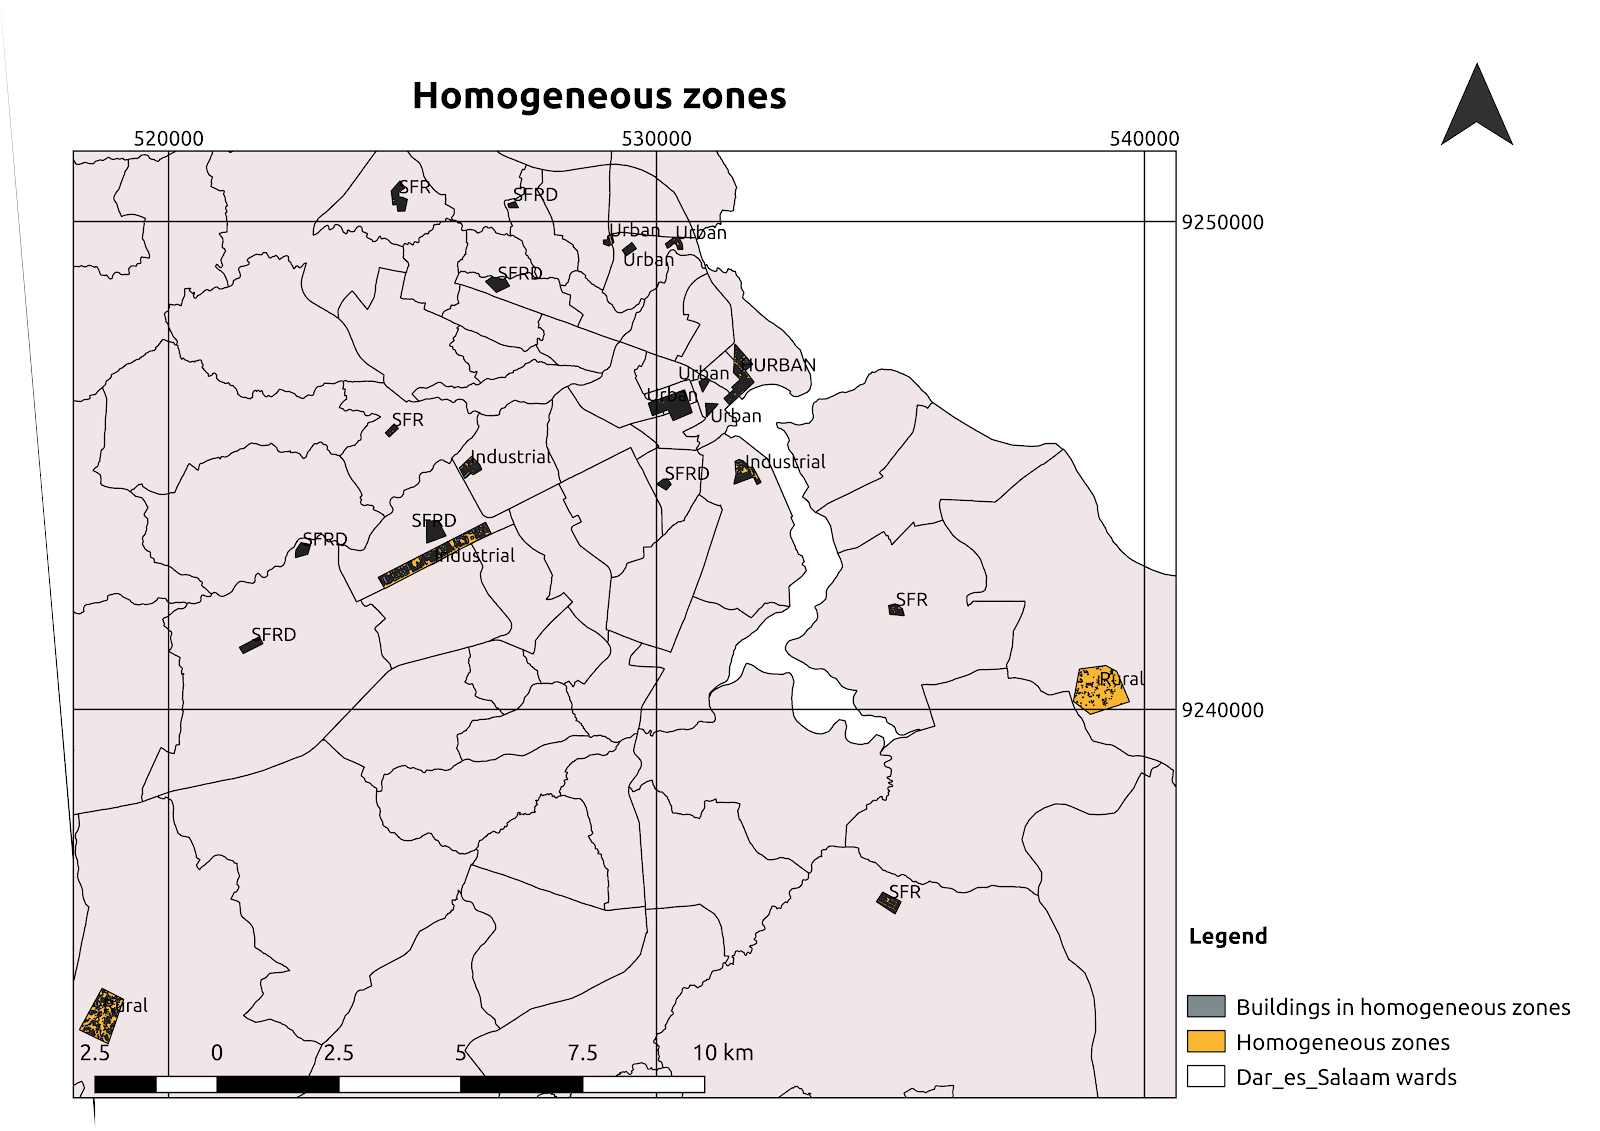 Homogeneous zones
520000 530000 540000
SFR
SFRD
9250000
Urban Urban
Urban
SFRD
HURBAN
Urban
Urban
Urban
SFR
Industrial
Industrial
SFRD
SFRD
SFRD
Industrial
SFR
SFRD
Rural
9240000
SFR
Legend
Rural
Buildings in homogeneous zones
Homogeneous zones
Dar_es_Salaam wards
2.5 0 2.5 5 7.5 10 km